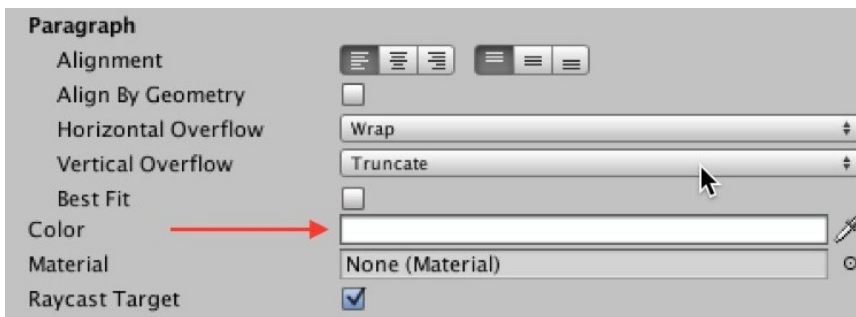 Paragraph
Alignment
Align By Geometry
Horizontal Overflow Wrap
Vertical Overflow Truncate
Best Fit
Color
Material None (Material)
Raycast Target